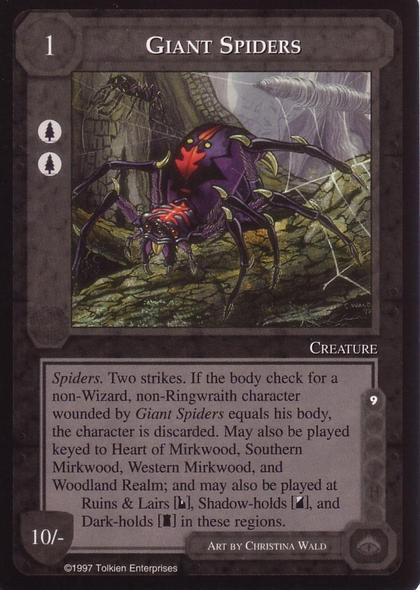 1
GIANT SPIDERS
CREATURE
Spiders. Two strikes. If the body check for a
non-Wizard, non-Ringwraith character
wounded by Giant Spiders equals his body,
the character is discarded. May also be played
keyed to Heart of Mirkwood, Southern
Mirkwood, Western Mirkwood, and
Woodland Realm; and may also be played at
Ruins & Lairs [], Shadow-holds [], and
Dark-holds [] in these regions.
9
10/-
ART BY CHRISTINA WALD
©1997 Tolkien Enterprises